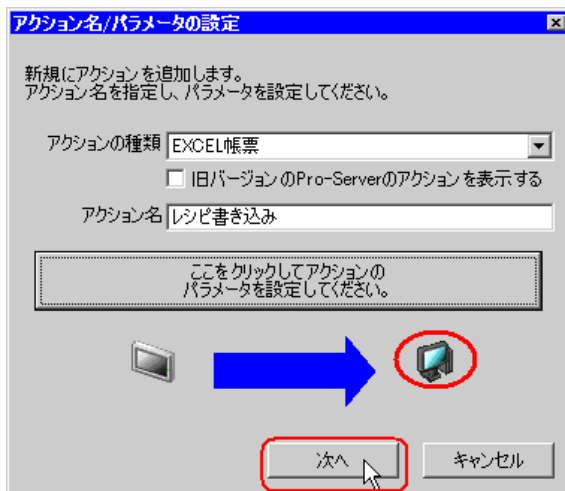 アクション名/パラメータの設定
新規にアクションを追加します。
アクション名を指定し、パラメータを設定してください。
アクションの種類 EXCEL帳票
旧バージョンのPro-Serverのアクションを表示する
アクション名 レシピ書き込み
ここをクリックしてアクションの
パラメータを設定してください。
次へ キャンセル